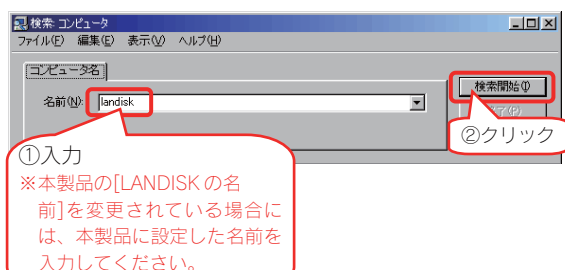 検索: コンピュータ
ファイル(F) 編集(E) 表示(V) ヘルプ(H)
コンピュータ名
名前(N): landisk
検索開始(I)
②クリック
①入力
※本製品の[LANDISKの名
前]を変更されている場合に
は、本製品に設定した名前を
入力してください。